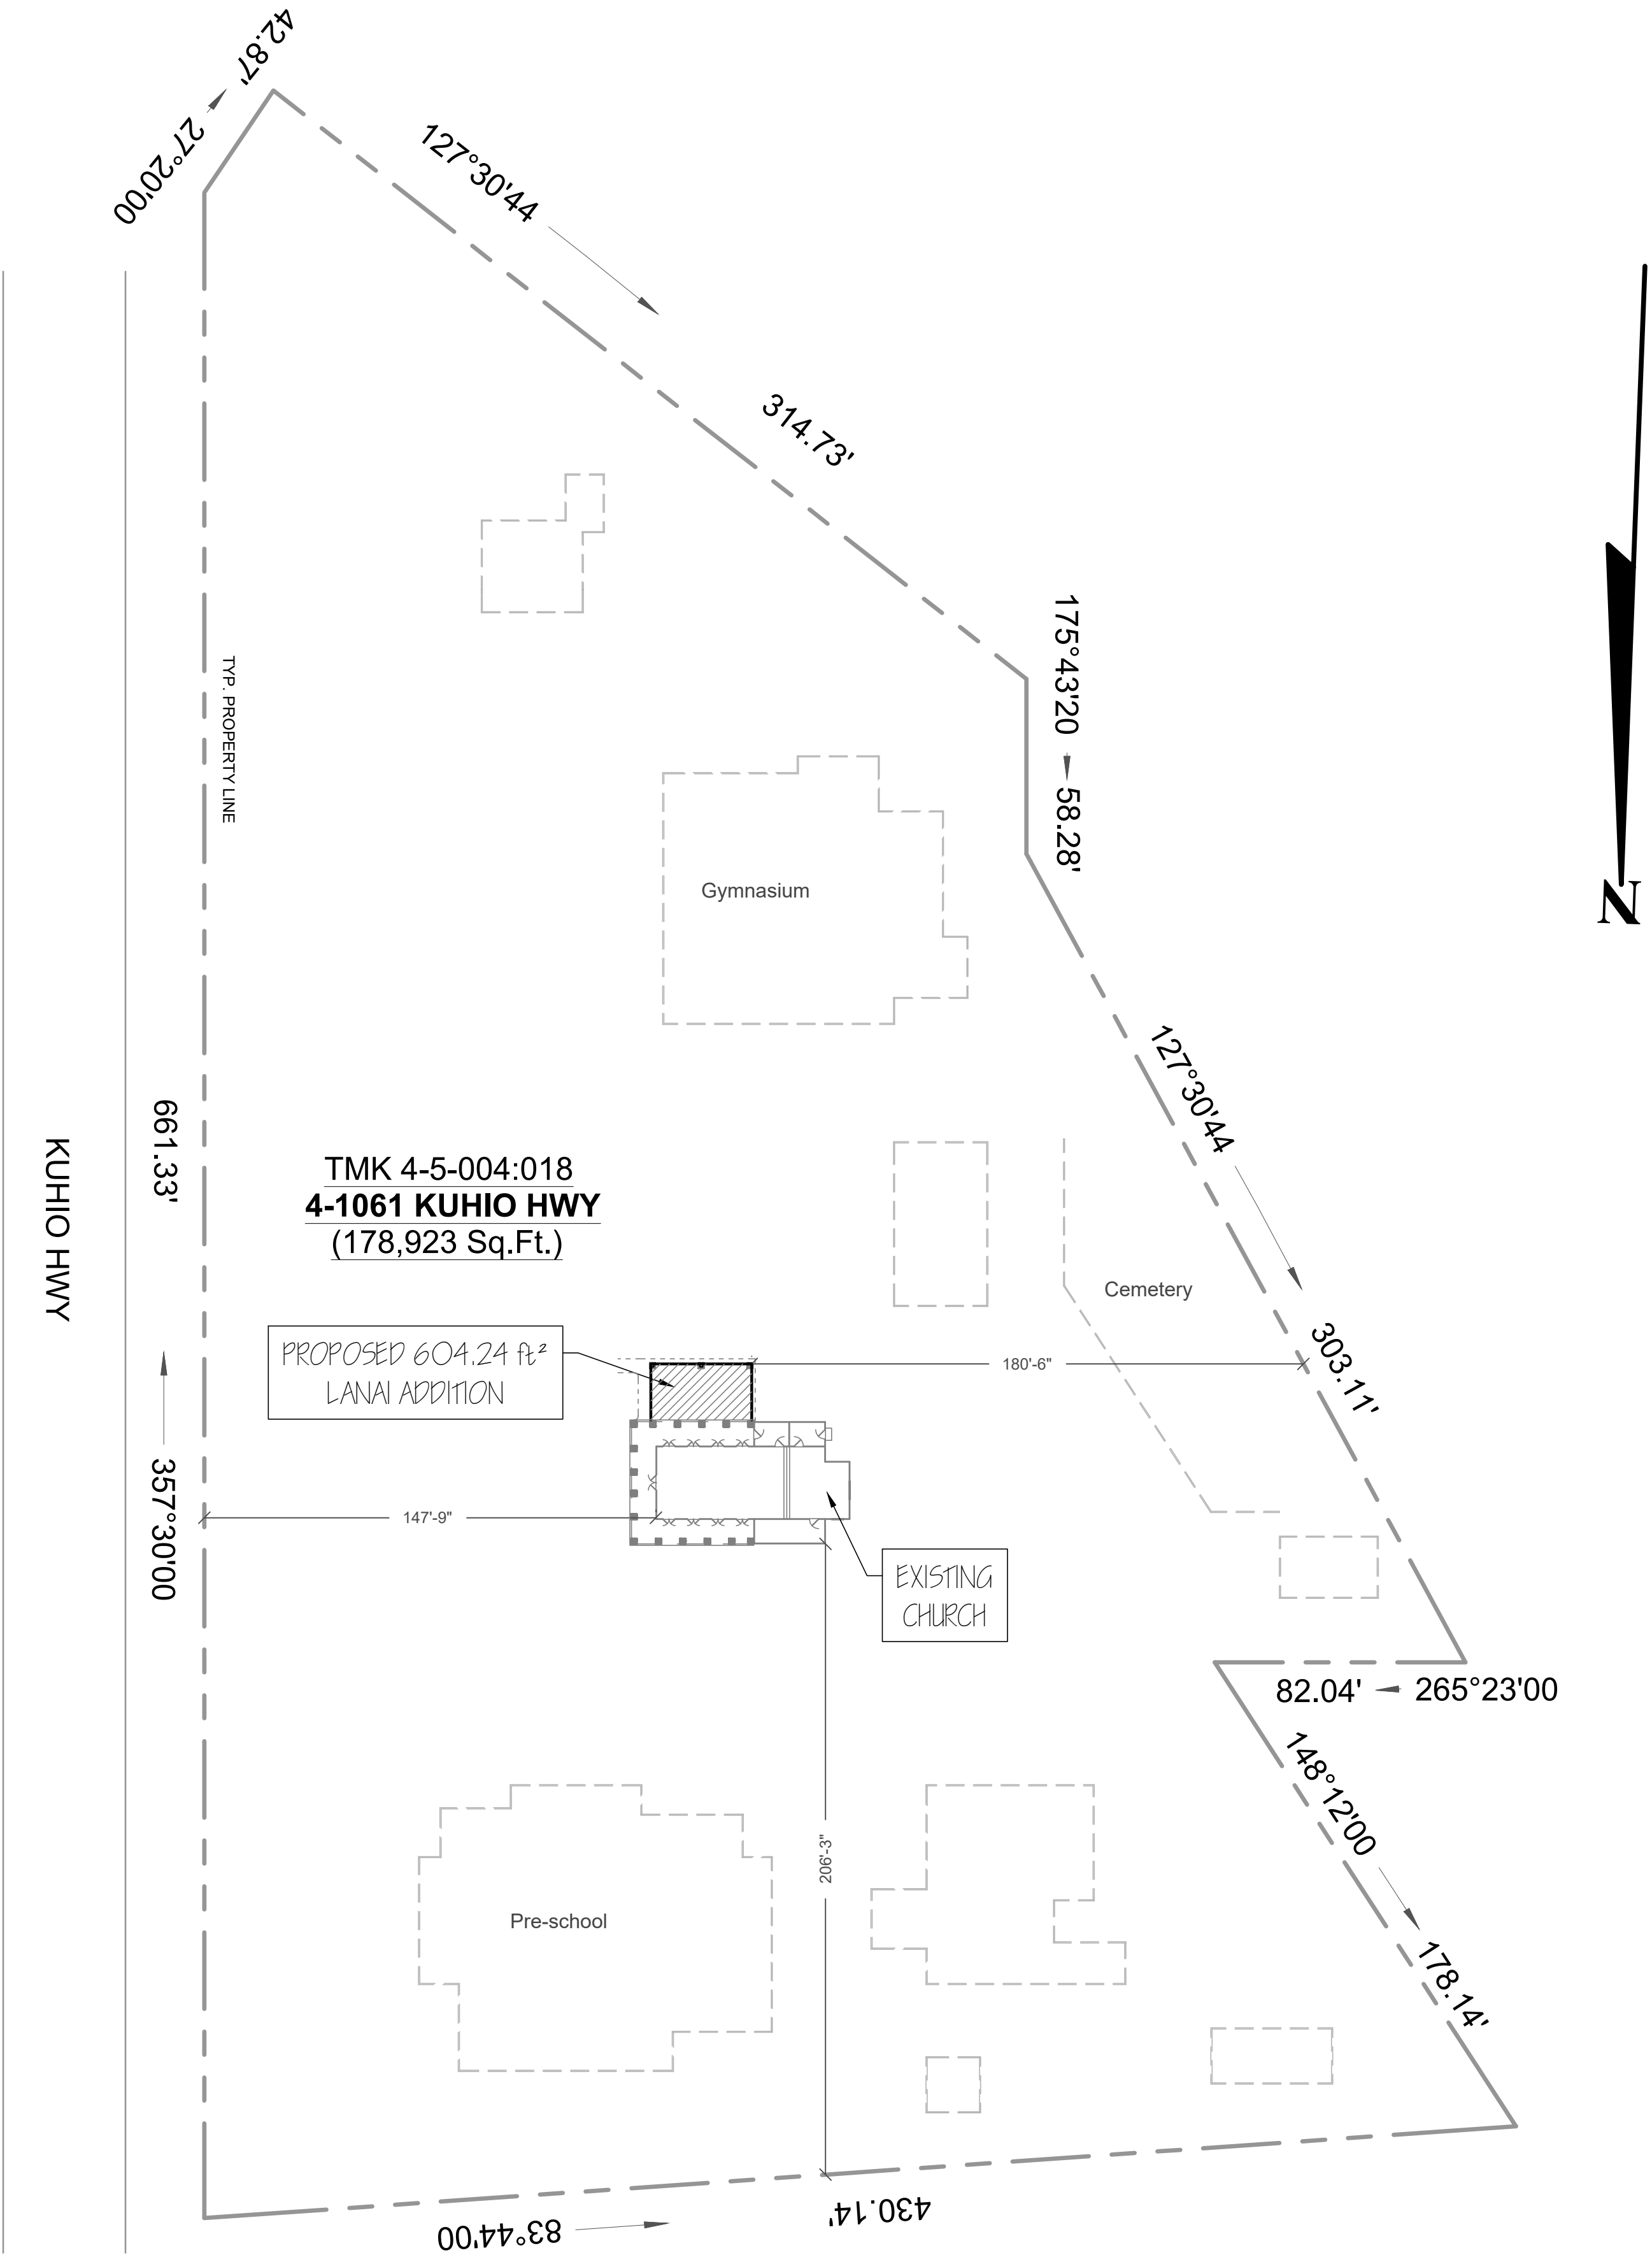 42.87'
27°20'00
127°30'44
314.73'
175°43'20
58.28'
TYP. PROPERTY LINE
Gymnasium
N
127°30'44
661.33'
KUHIO HWY
TMK 4-5-004:018
4-1061 KUHIO HWY
(178,923 Sq.Ft.)
Cemetery
PROPOSED 604.24 ft²
LANAI ADDITION
180'-6"
303.11'
357°30'00
147'-9"
EXISTING
CHURCH
82.04'
265°23'00
148°12'00
206'-3"
Pre-school
178.14'
430.14'
83°44'00